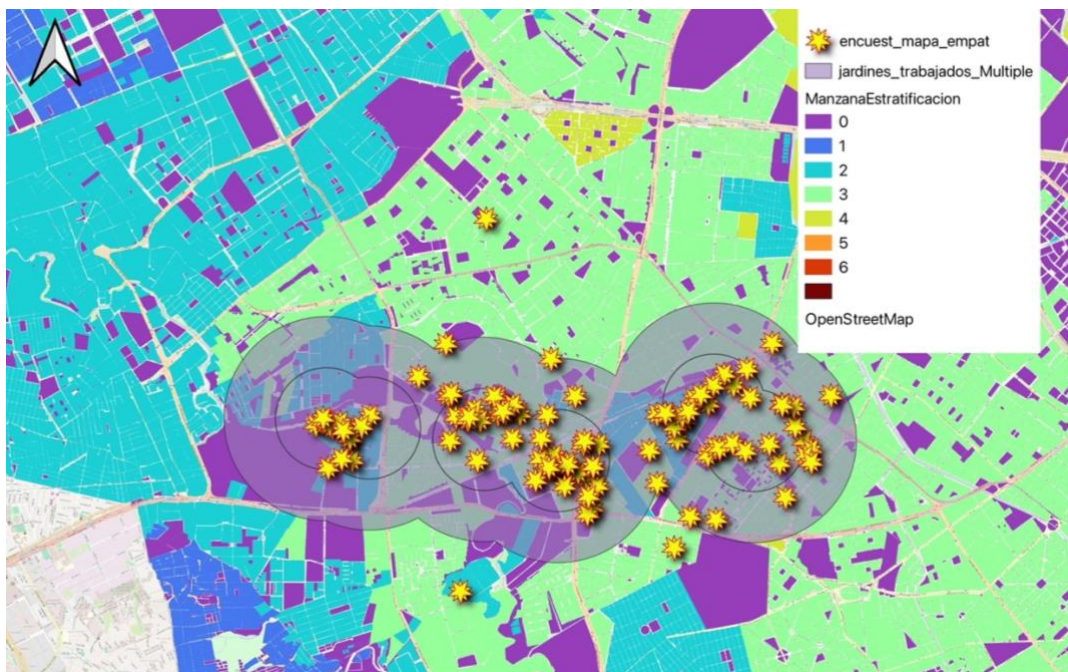 encuest_mapa_empat
jardines_trabajados_Multiple
ManzanaEstratificacion
0
1
2
3
4
5
6
OpenStreetMap